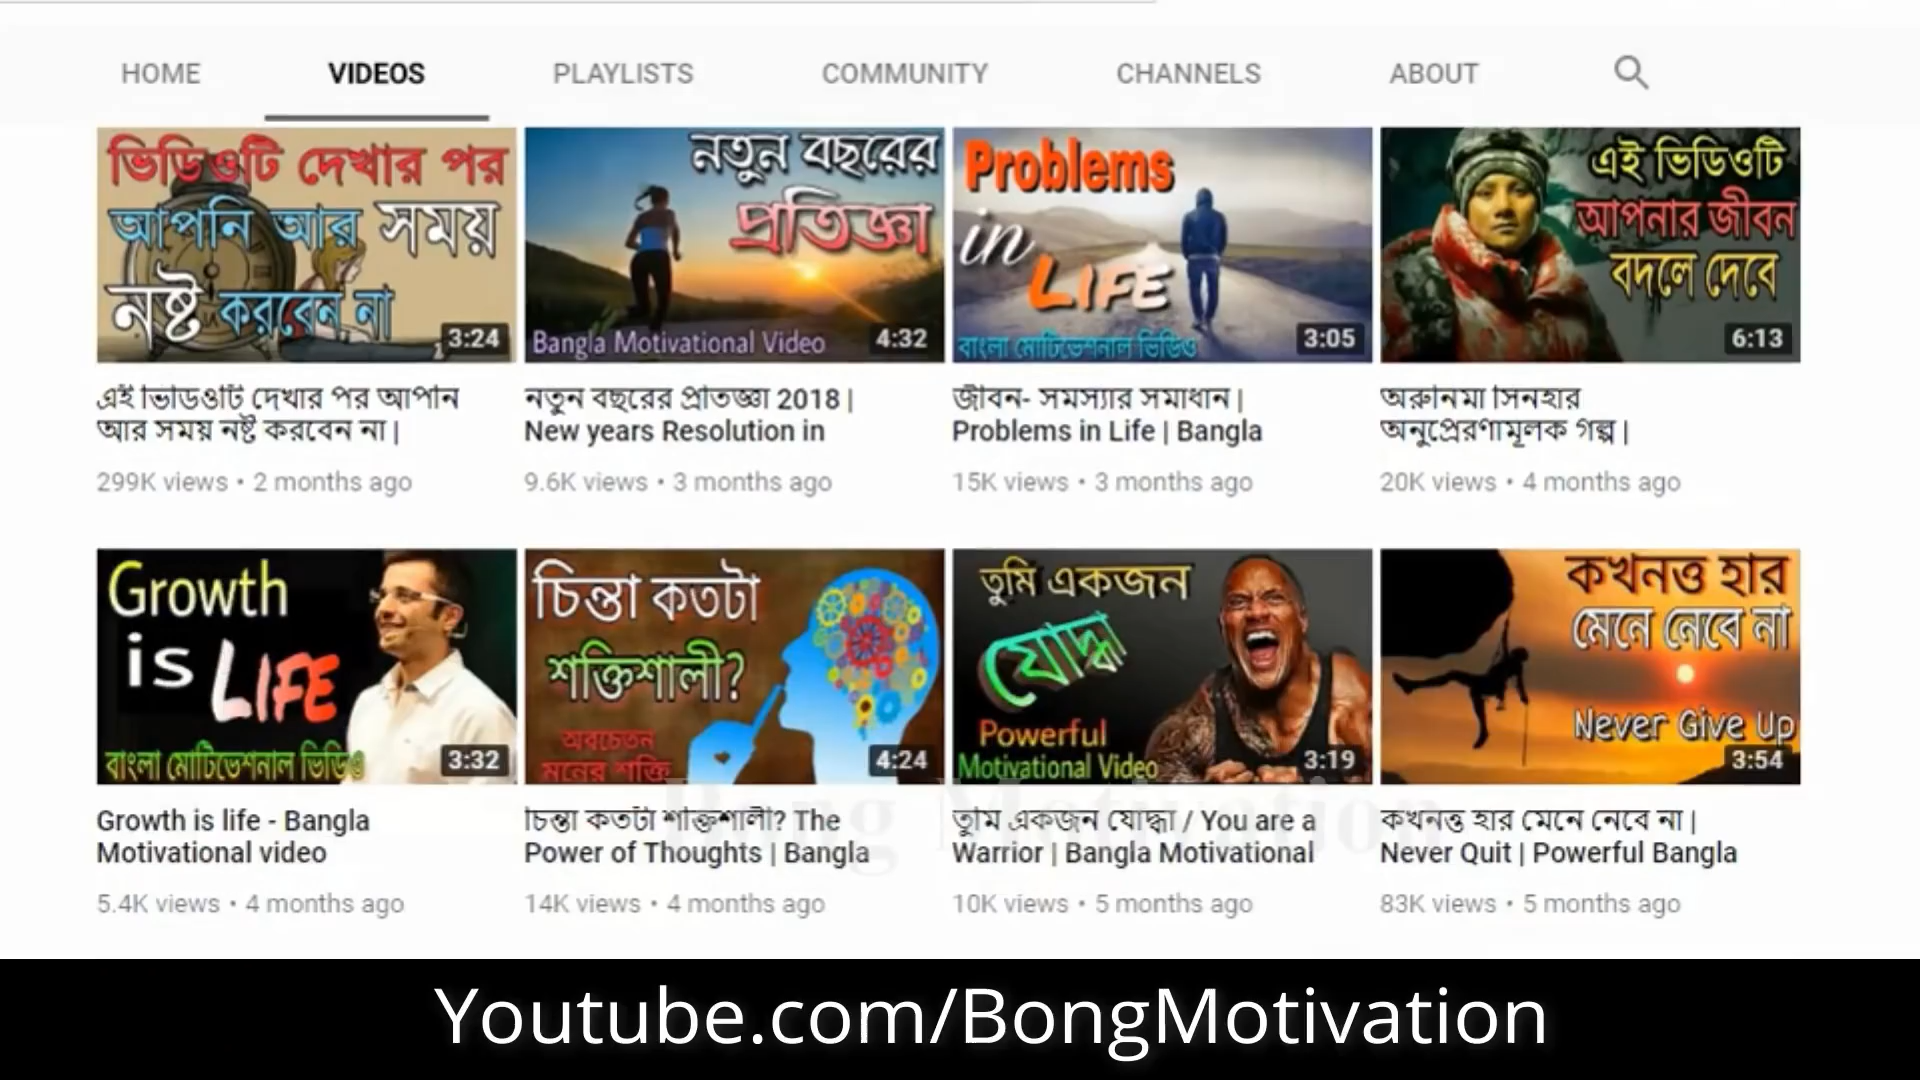 HOME VIDEOS PLAYLISTS COMMUNITY CHANNELS ABOUT
ভিডিওটি দেখার পর
আপনি আর সময়
নষ্ট করবেন না
3:24
নতুন বছরের
প্রতিজ্ঞা
Bangla Motivational Video
4:32
Problems
in
LIFE
বাংলা মোটিভেশনাল ভিডিও
3:05
এই ভিডিওটি
আপনার জীবন
বদলে দেবে
6:13
এই ভিডিওটি দেখার পর আপনি
আর সময় নষ্ট করবেন না |
299K views • 2 months ago
নতুন বছরের প্রতিজ্ঞা 2018 |
New years Resolution in
9.6K views • 3 months ago
জীবন- সমস্যার সমাধান |
Problems in Life | Bangla
15K views • 3 months ago
অরুনিমা সিনহার
অনুপ্রেরণামূলক গল্প |
20K views • 4 months ago
Growth
is LIFE
বাংলা মোটিভেশনাল ভিডিও
3:32
চিন্তা কতটা
শক্তিশালী?
অবচেতন
মনের শক্তি
4:24
তুমি একজন
যোদ্ধা
Powerful
Motivational Video
3:19
কখনও হার
মেনে নেবে না
Never Give Up
3:54
Growth is life - Bangla
Motivational video
5.4K views • 4 months ago
চিন্তা কতটা শক্তিশালী? The
Power of Thoughts | Bangla
14K views • 4 months ago
তুমি একজন যোদ্ধা / You are a
Warrior | Bangla Motivational
10K views • 5 months ago
কখনও হার মেনে নেবে না |
Never Quit | Powerful Bangla
83K views • 5 months ago
Bong Motivation
Youtube.com/BongMotivation